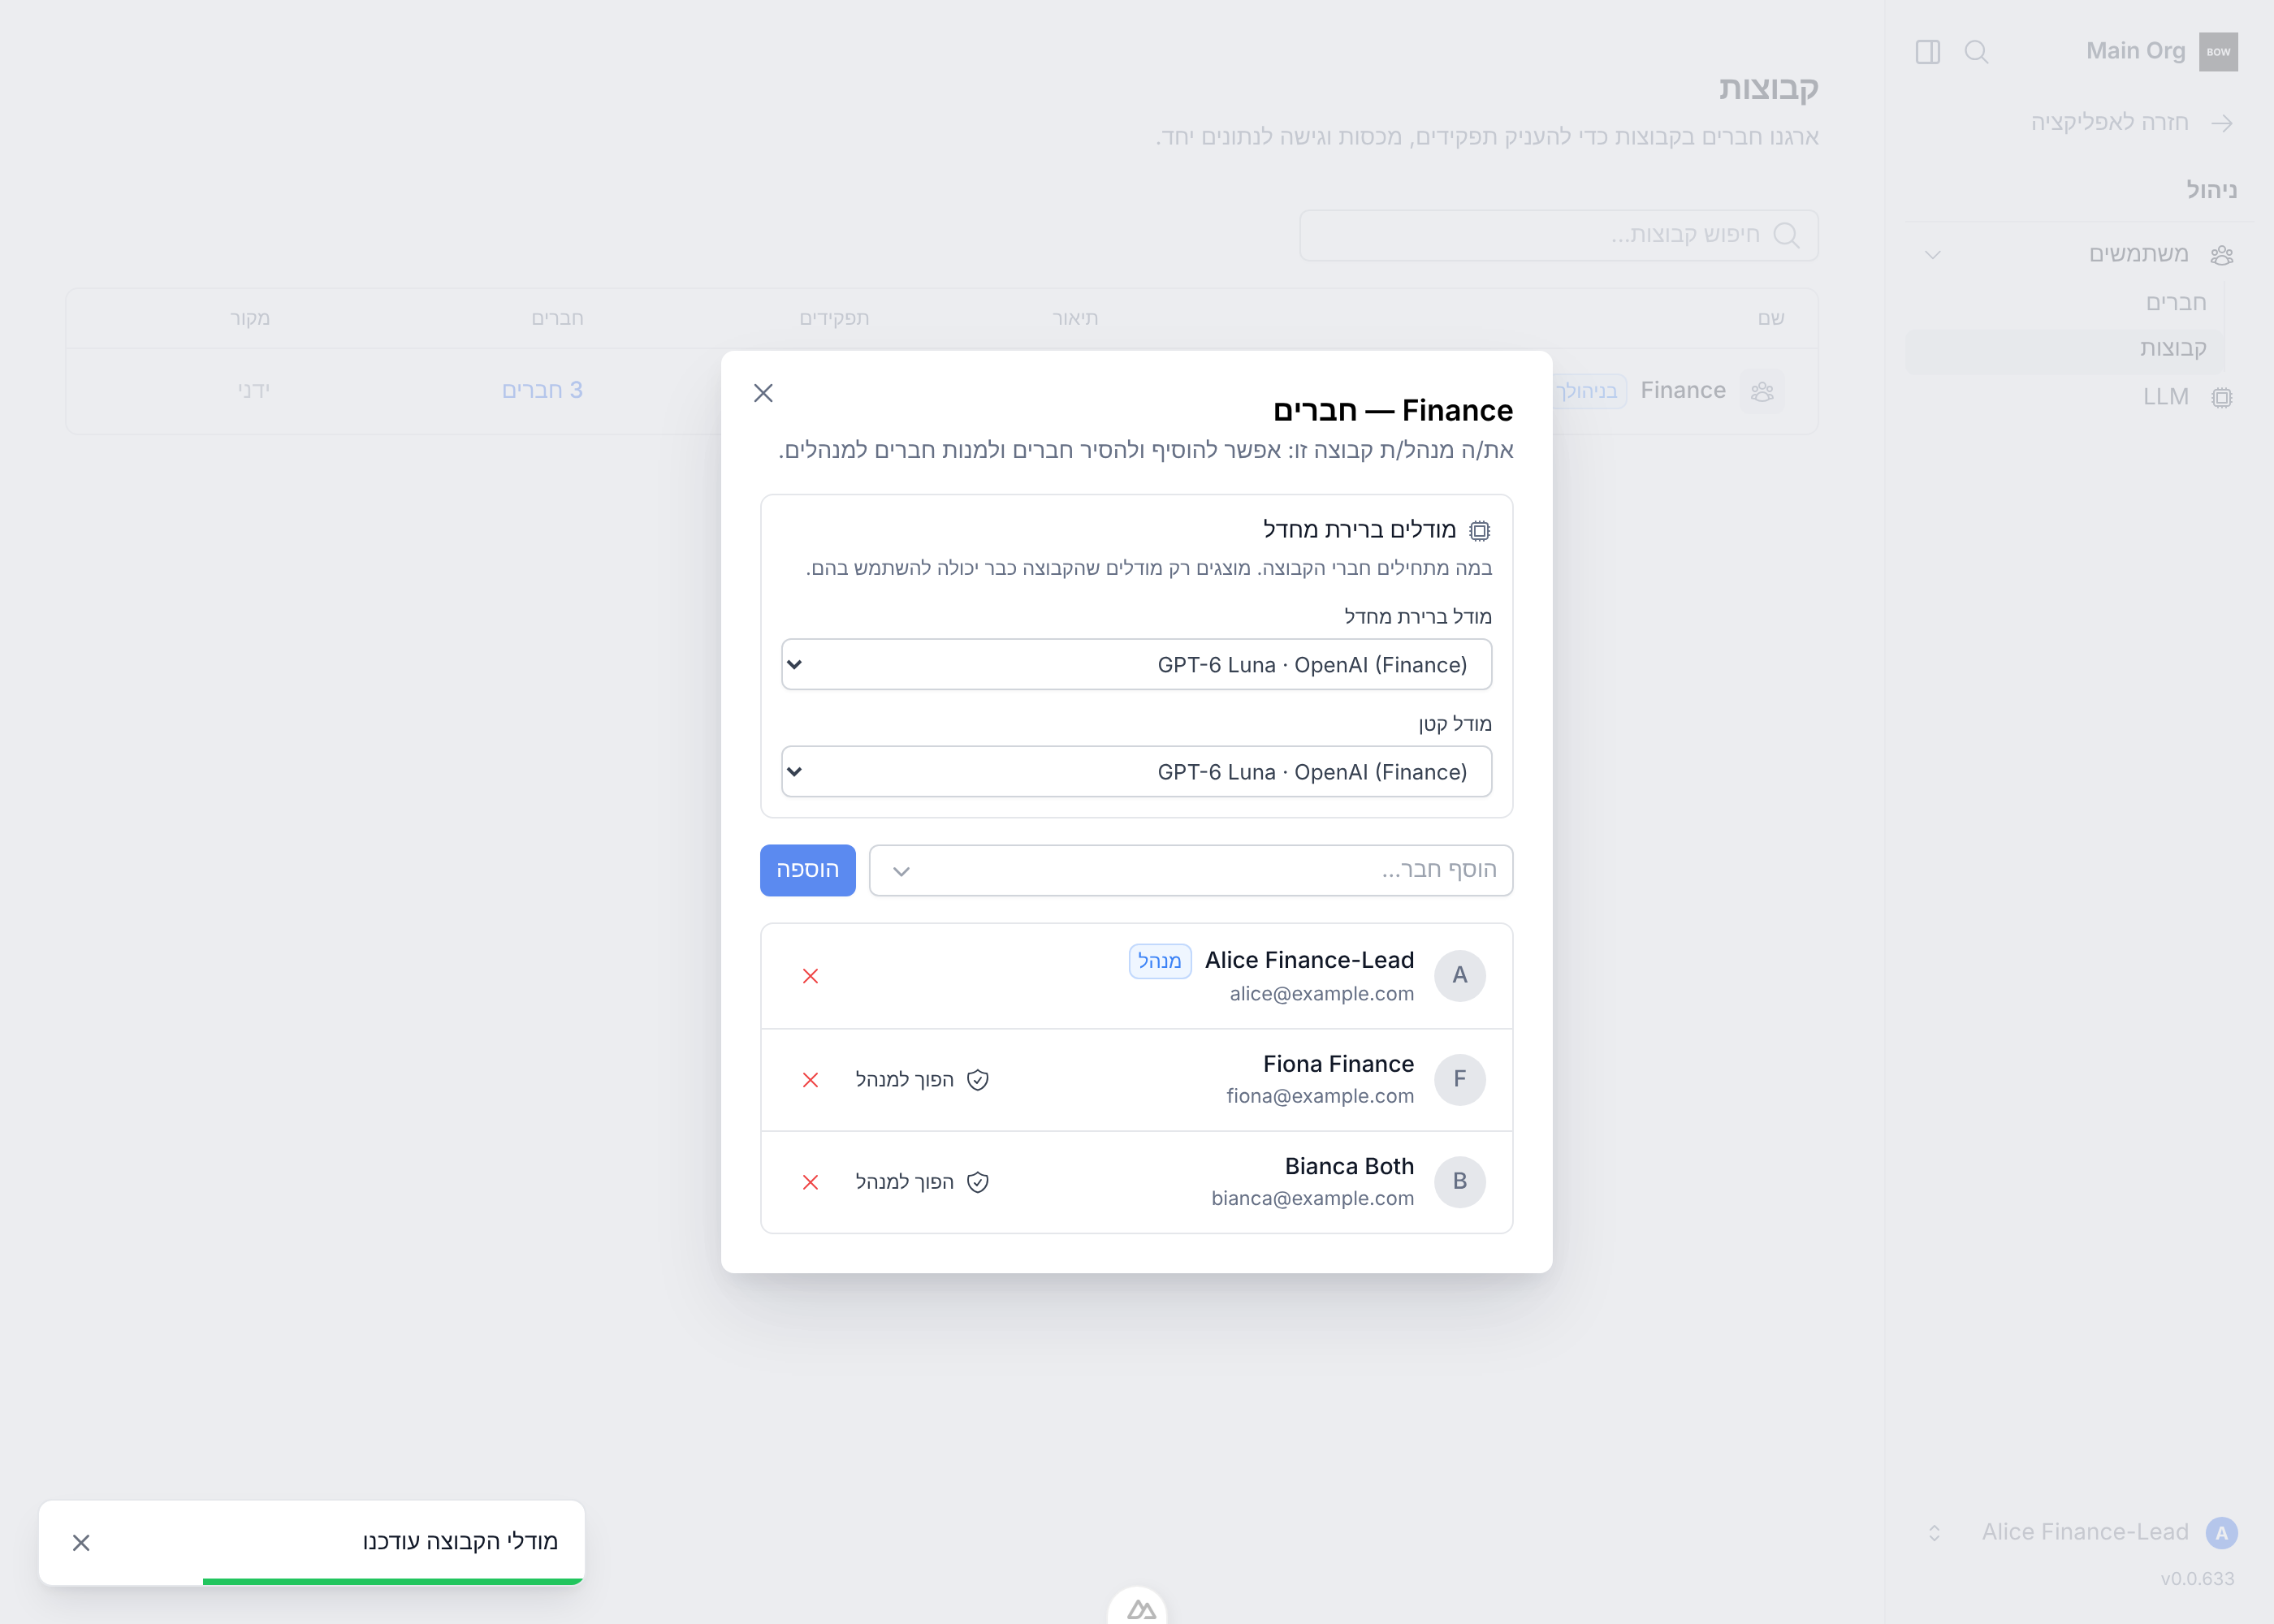 BOW
Main Org
חזרה לאפליקציה
ניהול
משתמשים
חברים
קבוצות
LLM
קבוצות
ארגנו חברים בקבוצות כדי להעניק תפקידים, מכסות וגישה לנתונים יחד.
חיפוש קבוצות...
שם
תיאור
תפקידים
חברים
מקור
Finance
בניהולך
3 חברים
ידני
Finance — חברים
את/ה מנהל/ת קבוצה זו: אפשר להוסיף ולהסיר חברים ולמנות חברים למנהלים.
מודלים ברירת מחדל
במה מתחילים חברי הקבוצה. מוצגים רק מודלים שהקבוצה כבר יכולה להשתמש בהם.
מודל ברירת מחדל
GPT-6 Luna · OpenAI (Finance)
מודל קטן
GPT-6 Luna · OpenAI (Finance)
הוסף חבר...
הוספה
A
Alice Finance-Lead
מנהל
alice@example.com
F
Fiona Finance
fiona@example.com
הפוך למנהל
B
Bianca Both
bianca@example.com
הפוך למנהל
מודלי הקבוצה עודכנו
A
Alice Finance-Lead
v0.0.633